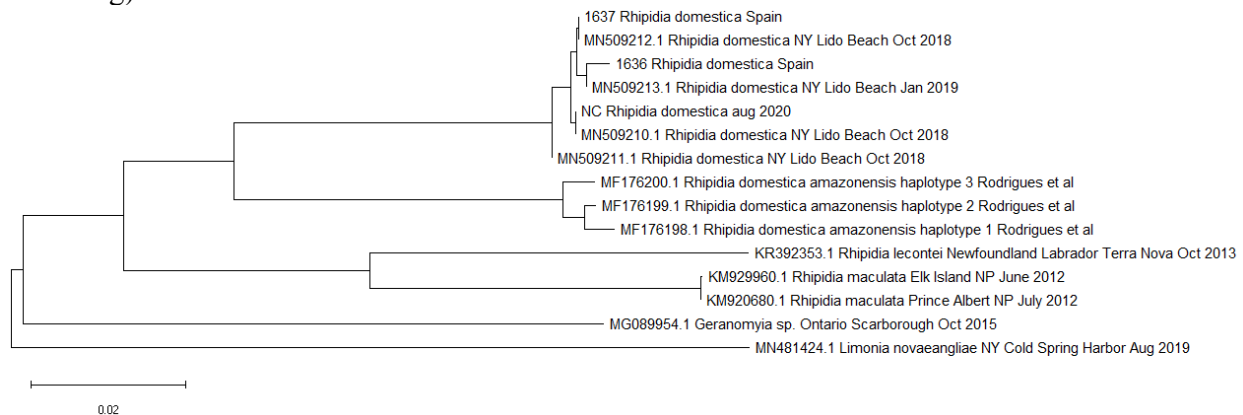 1637 Rhipidia domestica Spain
MN509212.1 Rhipidia domestica NY Lido Beach Oct 2018
1636 Rhipidia domestica Spain
MN509213.1 Rhipidia domestica NY Lido Beach Jan 2019
NC Rhipidia domestica aug 2020
MN509210.1 Rhipidia domestica NY Lido Beach Oct 2018
MN509211.1 Rhipidia domestica NY Lido Beach Oct 2018
MF176200.1 Rhipidia domestica amazonensis haplotype 3 Rodrigues et al
MF176199.1 Rhipidia domestica amazonensis haplotype 2 Rodrigues et al
MF176198.1 Rhipidia domestica amazonensis haplotype 1 Rodrigues et al
KR392353.1 Rhipidia lecontei Newfoundland Labrador Terra Nova Oct 2013
KM929960.1 Rhipidia maculata Elk Island NP June 2012
KM920680.1 Rhipidia maculata Prince Albert NP July 2012
MG089954.1 Geranomyia sp. Ontario Scarborough Oct 2015
MN481424.1 Limonia novaeangliae NY Cold Spring Harbor Aug 2019
0.02